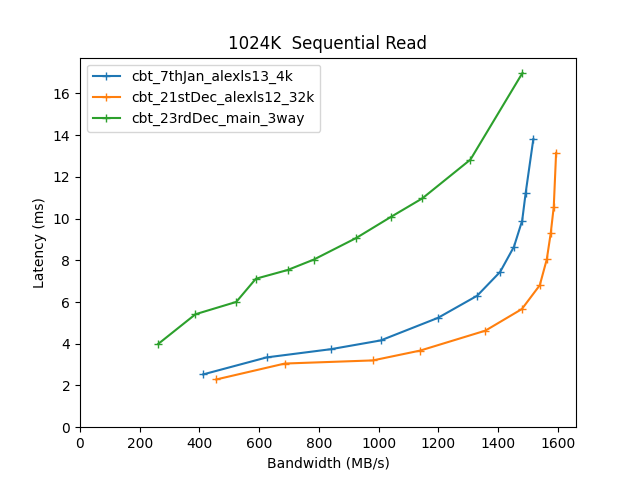 1024K  Sequential Read
cbt_7thJan_alexls13_4k
cbt_21stDec_alexls12_32k
cbt_23rdDec_main_3way
Latency (ms)
16
14
12
10
8
6
4
2
0
0 200 400 600 800 1000 1200 1400 1600
Bandwidth (MB/s)